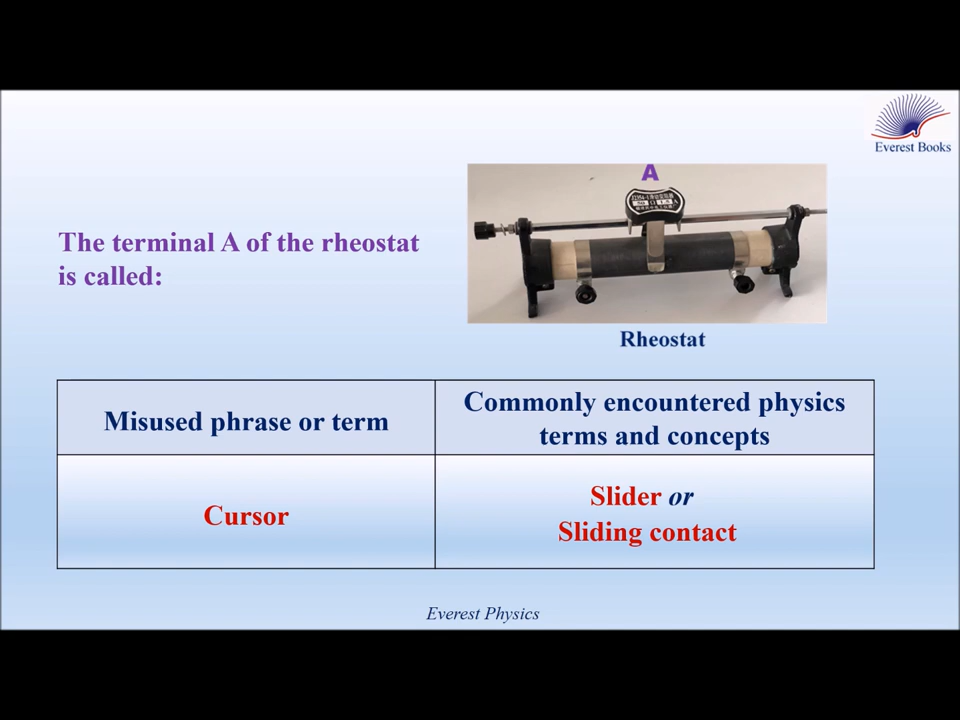 Everest Books
A
The terminal A of the rheostat
is called:
Rheostat
Misused phrase or term
Commonly encountered physics
terms and concepts
Cursor
Slider or
Sliding contact
Everest Physics